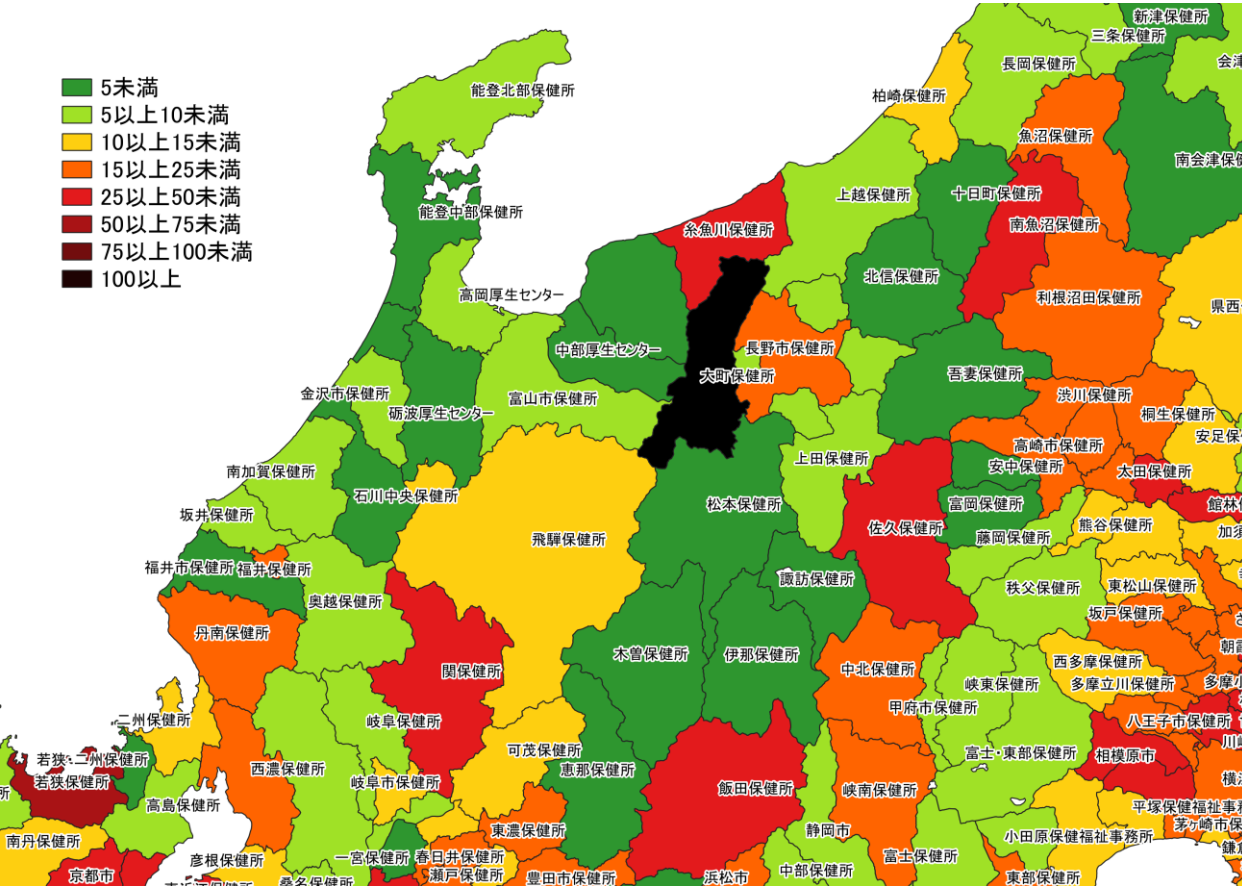 5未満
5以上10未満
10以上15未満
15以上25未満
25以上50未満
50以上75未満
75以上100未満
100以上
新津保健所
三条保健所
長岡保健所
能登北部保健所
柏崎保健所
魚沼保健所
上越保健所
十日町保健所
能登中部保健所
糸魚川保健所
南魚沼保健所
北信保健所
高岡厚生センター
利根沼田保健所
中部厚生センター
長野市保健所
大町保健所
吾妻保健所
金沢市保健所
富山市保健所
渋川保健所
砺波厚生センター
桐生保健所
高崎市保健所
上田保健所
南加賀保健所
安中保健所
太田保健所
石川中央保健所
松本保健所
富岡保健所
坂井保健所
佐久保健所
熊谷保健所
飛騨保健所
藤岡保健所
福井市保健所
福井保健所
諏訪保健所
秩父保健所
東松山保健所
奥越保健所
坂戸保健所
丹南保健所
木曽保健所
伊那保健所
関保健所
中北保健所
西多摩保健所
峡東保健所
多摩立川保健所
甲府市保健所
二州保健所
岐阜保健所
八王子市保健所
可茂保健所
富士・東部保健所
相模原市
若狭・二州保健所
西濃保健所
恵那保健所
若狭保健所
岐阜市保健所
飯田保健所
峡南保健所
高島保健所
東濃保健所
静岡市
小田原保健福祉事務所
南丹保健所
彦根保健所
一宮保健所
春日井保健所
富士保健所
京都市
瀬戸保健所
中部保健所
豊田市保健所
浜松市
東部保健所
桑名保健所